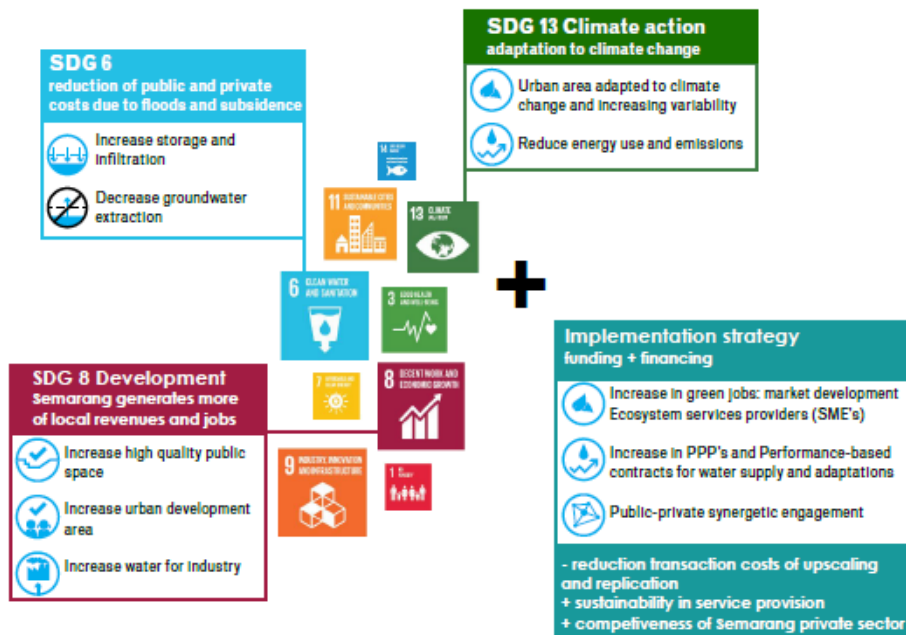 SDG 13 Climate action
adaptation to climate change
Urban area adapted to climate
change and increasing variability
Reduce energy use and emissions
SDG 6
reduction of public and private
costs due to floods and subsidence
Increase storage and
infiltration
Decrease groundwater
extraction
14
11 SUSTAINABLE CITIES
AND COMMUNITIES
13 CLIMATE
ACTION
6 CLEAN WATER
AND SANITATION
3 GOOD HEALTH
AND WELL-BEING
7
8 DECENT WORK AND
ECONOMIC GROWTH
9 INDUSTRY, INNOVATION
AND INFRASTRUCTURE
1 NO
POVERTY
+
SDG 8 Development
Semarang generates more
of local revenues and jobs
Increase high quality public
space
Increase urban development
area
Increase water for industry
Implementation strategy
funding + financing
Increase in green jobs: market development
Ecosystem services providers (SME's)
Increase in PPP's and Performance-based
contracts for water supply and adaptations
Public-private synergetic engagement
- reduction transaction costs of upscaling
and replication
+ sustainability in service provision
+ competiveness of Semarang private sector